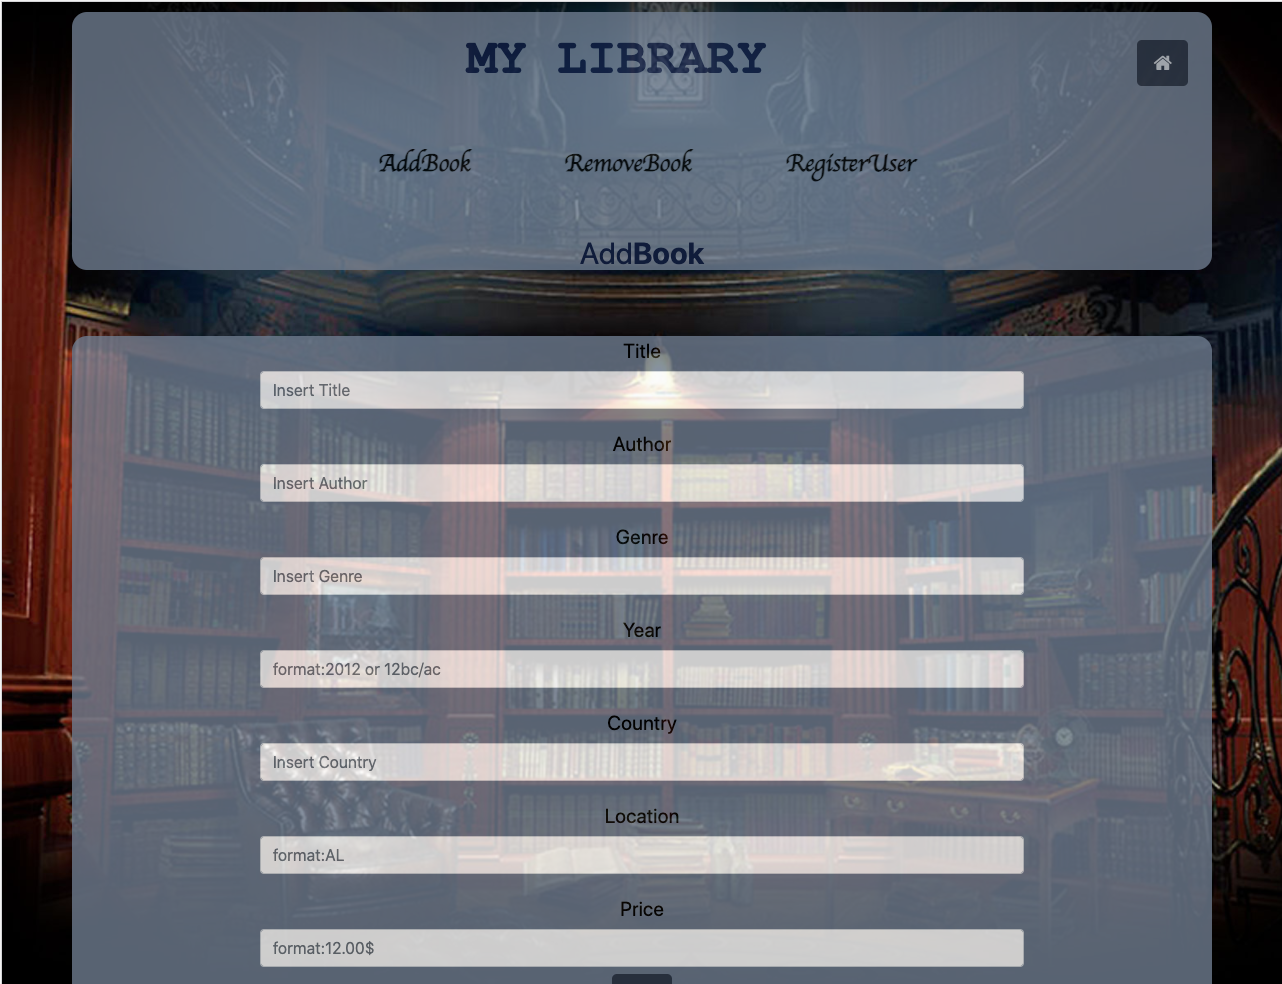 MY LIBRARY
AddBook RemoveBook RegisterUser
AddBook
Title
Insert Title
Author
Insert Author
Genre
Insert Genre
Year
format:2012 or 12bc/ac
Country
Insert Country
Location
format:AL
Price
format:12.00$